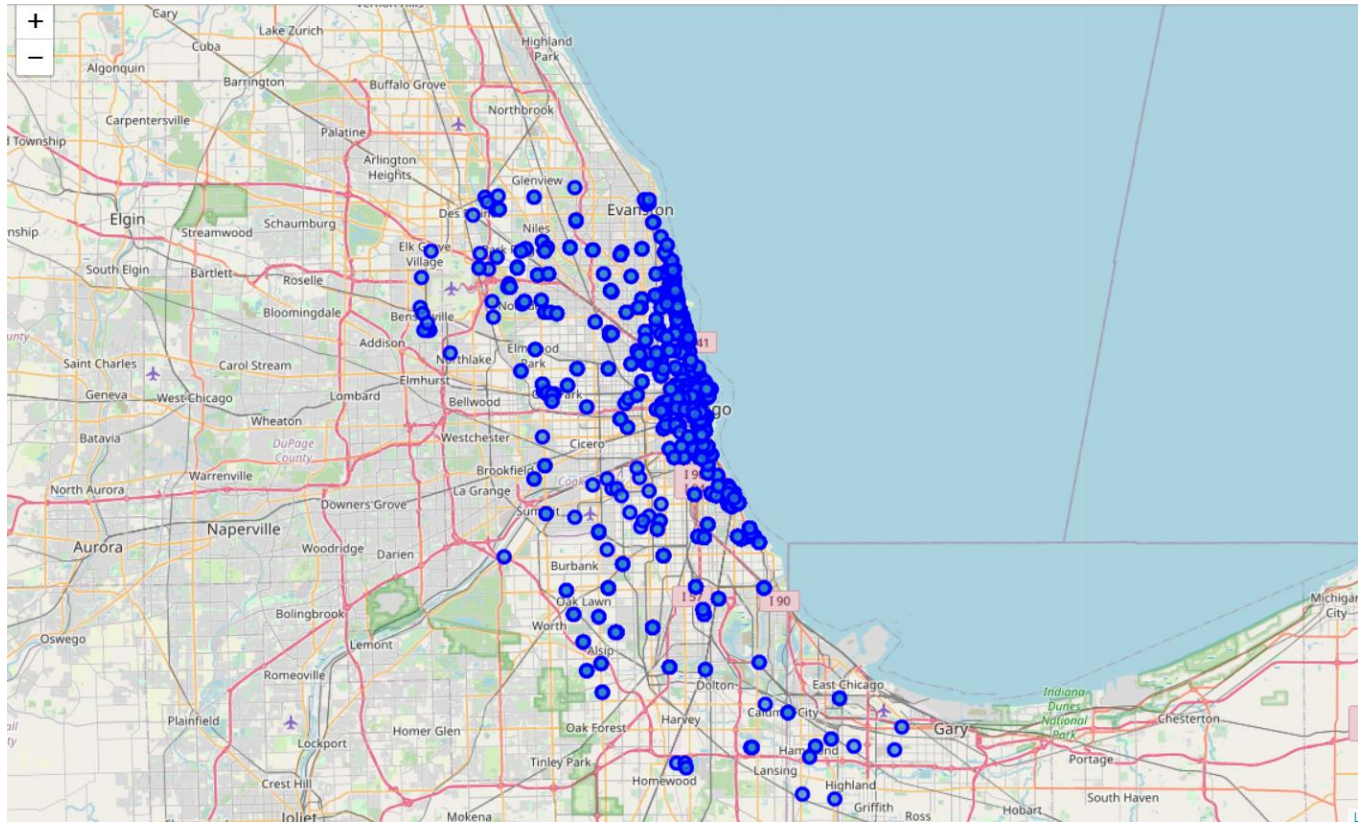 +
−
Cary
Lake Zurich
Cuba
Highland
Park
Algonquin
Barrington
Buffalo Grove
Northbrook
Carpentersville
Palatine
Township
Arlington
Heights
Glenview
Elgin
Schaumburg
Des
Evanston
Streamwood
Niles
Elk Grove
Village
Park
South Elgin
Bartlett
Roselle
Bloomingdale
Addison
41
Saint Charles
Elm
Park
Northlake
Carol Stream
Elmhurst
Geneva
West Chicago
Lombard
Bellwood
Park
go
Wheaton
Westchester
Cicero
Batavia
DuPage
County
Brookfield
Warrenville
North Aurora
La Grange
Downers Grove
Naperville
Summit
Aurora
Woodridge
Darien
Burbank
I 57
I 90
Michigan
City
Bolingbrook
Oak Lawn
Worth
Oswego
Lemont
Alsip
Romeoville
Dolton
East Chicago
Indiana
Dunes
National
Park
Plainfield
Calumet City
Chesterton
Homer Glen
Oak Forest
Harvey
Gary
Lockport
Hammond
Tinley Park
Portage
Homewood
Lansing
Crest Hill
Highland
South Haven
Griffith
Hobart
Joliet
Mokena
Ross